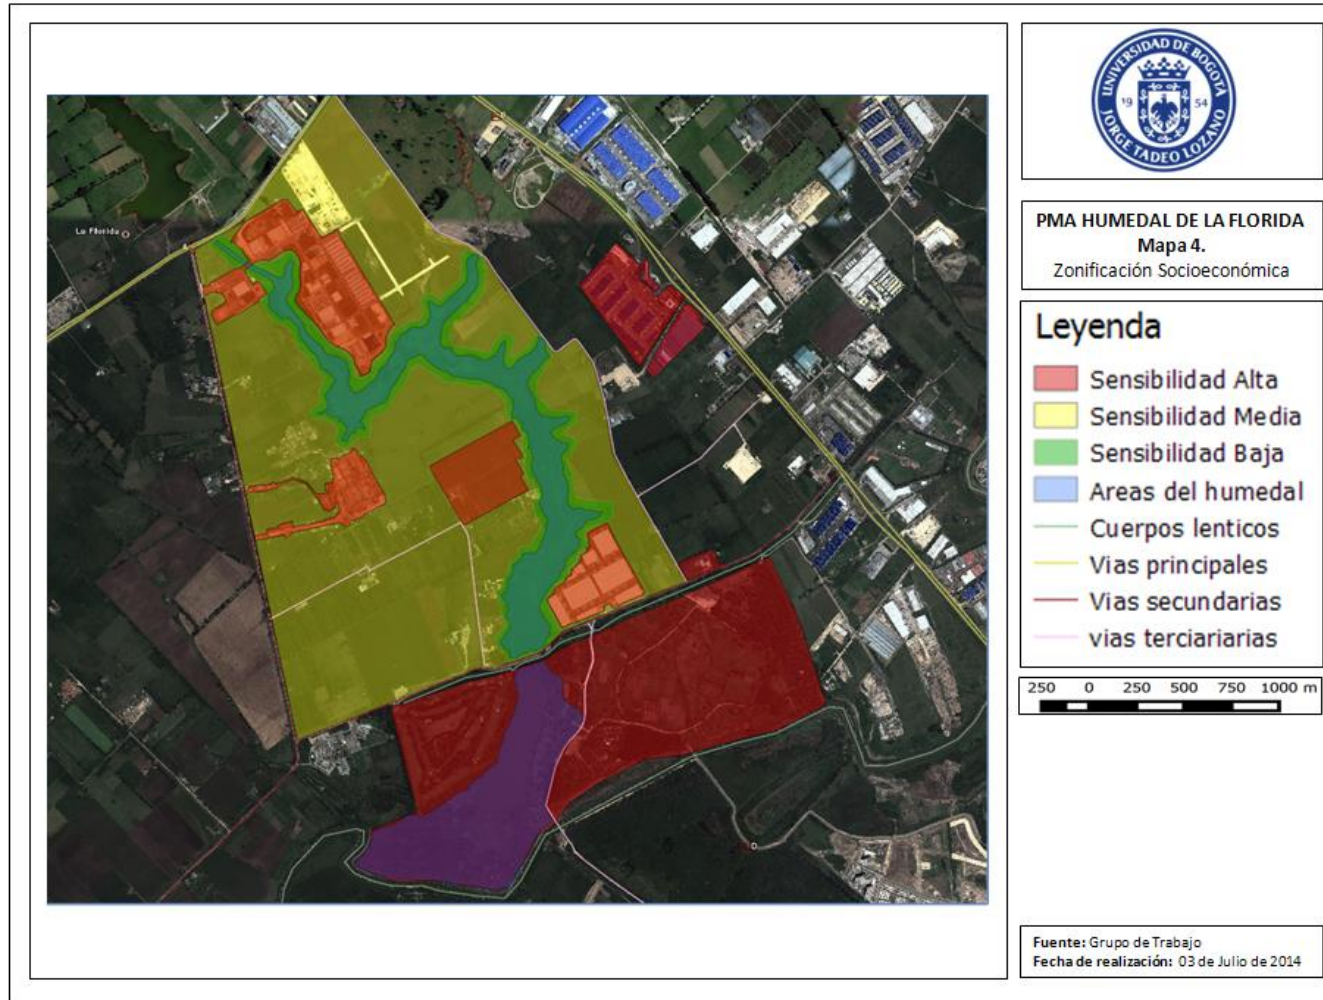 UNIVERSIDAD DE BOGOTA
19 54
JORGE TADEO LOZANO
PMA HUMEDAL DE LA FLORIDA
Mapa 4.
Zonificación Socioeconómica
La Florida
Leyenda
Sensibilidad Alta
Sensibilidad Media
Sensibilidad Baja
Areas del humedal
Cuerpos lenticos
Vias principales
Vias secundarias
vias terciariarias
250 0 250 500 750 1000 m
Fuente: Grupo de Trabajo
Fecha de realización: 03 de Julio de 2014